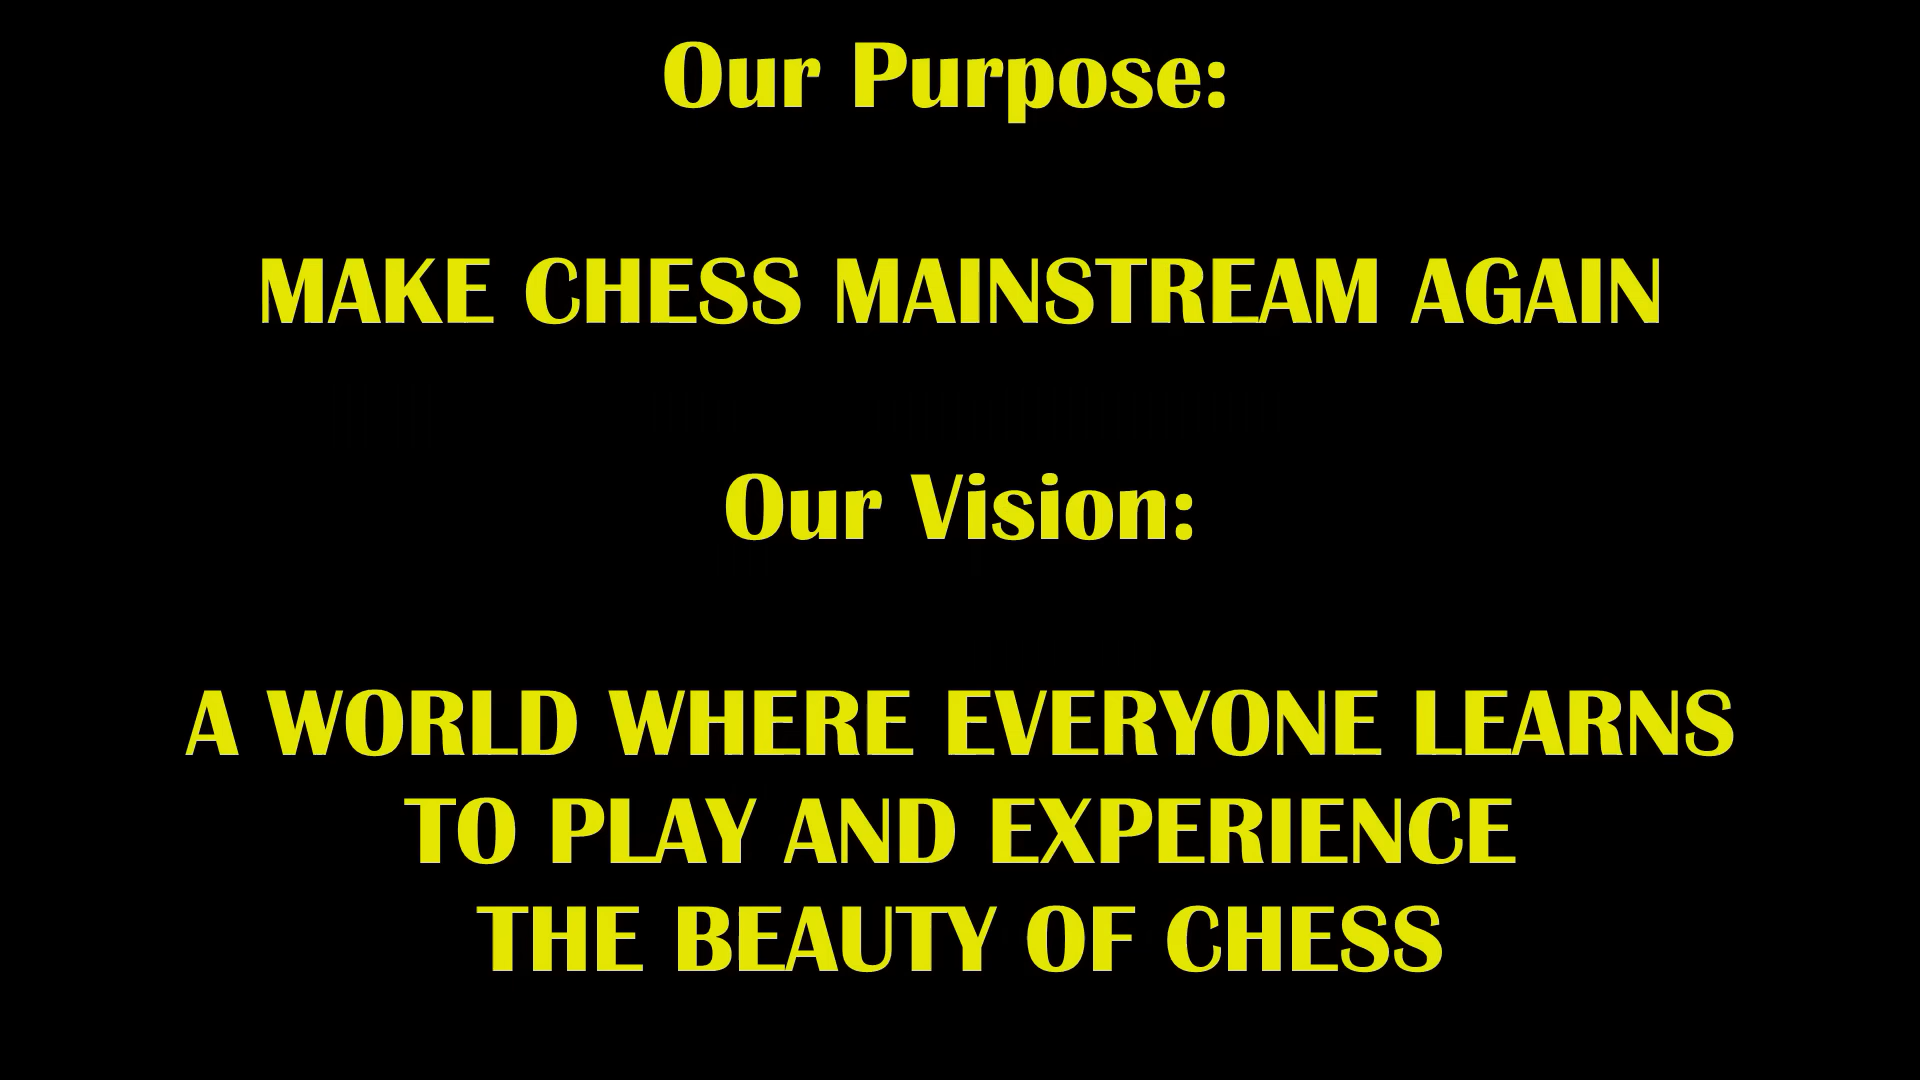 Our Purpose:
MAKE CHESS MAINSTREAM AGAIN
Our Vision:
A WORLD WHERE EVERYONE LEARNS
TO PLAY AND EXPERIENCE
THE BEAUTY OF CHESS